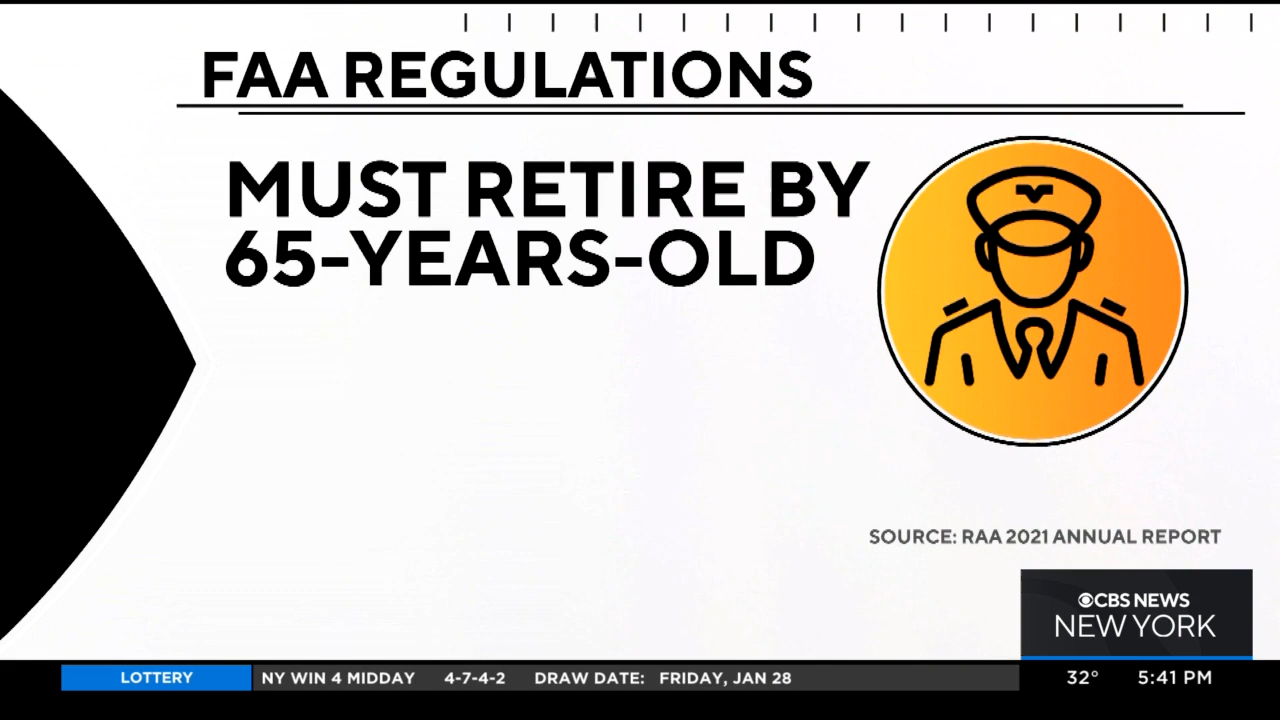 FAA REGULATIONS
MUST RETIRE BY
65-YEARS-OLD
SOURCE: RAA 2021 ANNUAL REPORT
CBS NEWS
NEW YORK
LOTTERY NY WIN 4 MIDDAY 4-7-4-2 DRAW DATE: FRIDAY, JAN 28 32° 5:41 PM